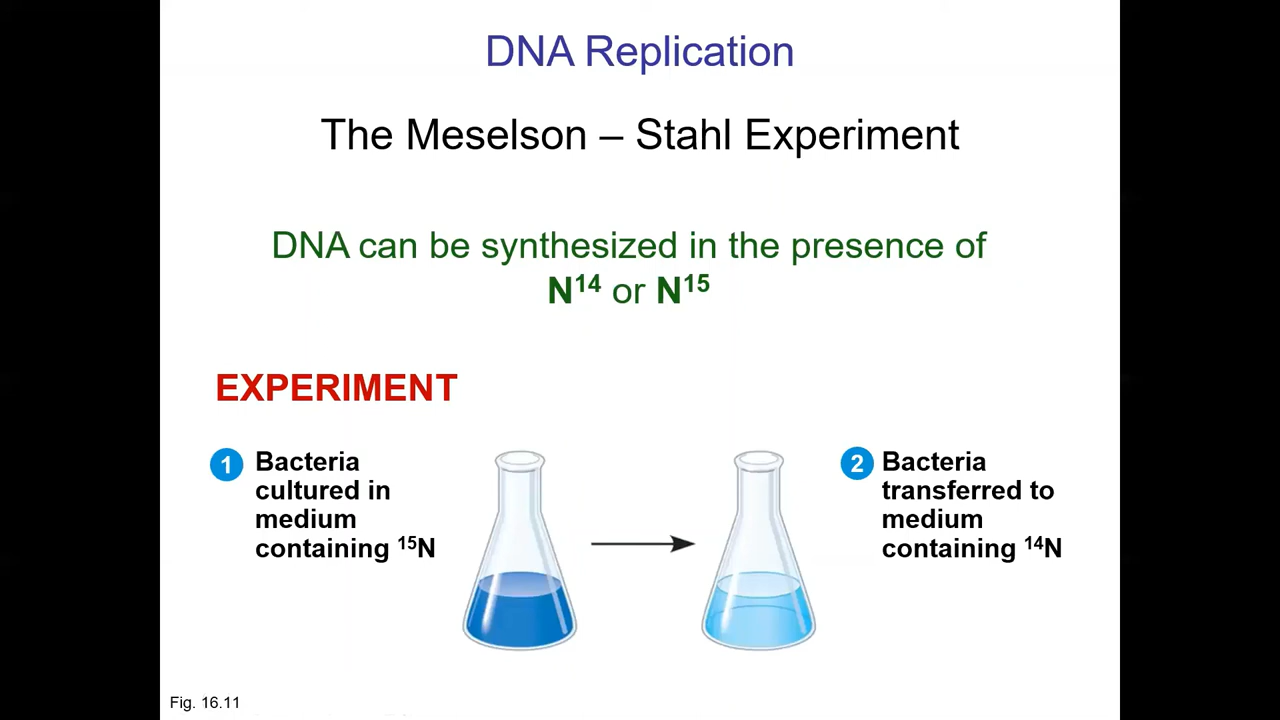 DNA Replication
The Meselson – Stahl Experiment
DNA can be synthesized in the presence of
N¹⁴ or N¹⁵
EXPERIMENT
1 Bacteria
cultured in
medium
containing ¹⁵N
2 Bacteria
transferred to
medium
containing ¹⁴N
Fig. 16.11